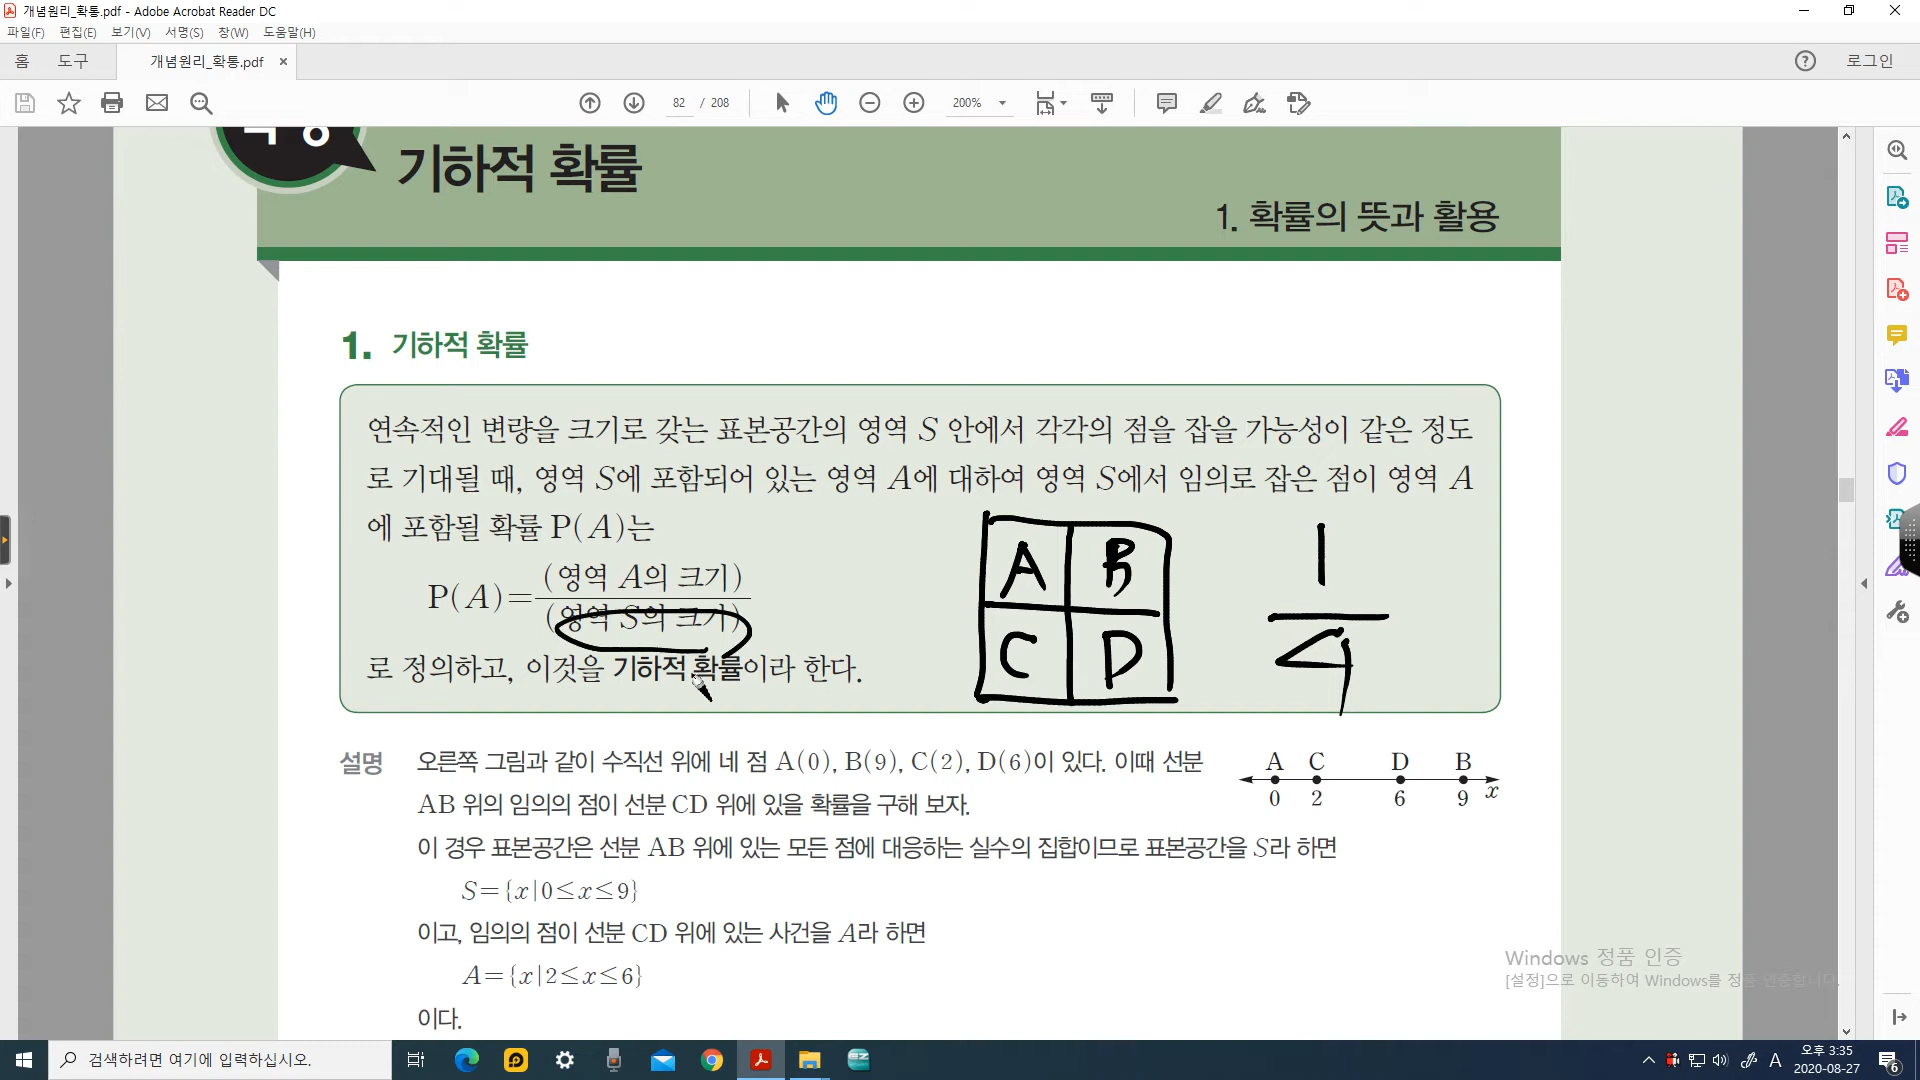 개념원리_확통.pdf - Adobe Acrobat Reader DC
파일(F) 편집(E) 보기(V) 서명(S) 창(W) 도움말(H)
홈 도구 개념원리_확통.pdf × ? 로그인
82 / 208 200%
기하적 확률
1. 확률의 뜻과 활용
1. 기하적 확률
연속적인 변량을 크기로 갖는 표본공간의 영역 S 안에서 각각의 점을 잡을 가능성이 같은 정도
로 기대될 때, 영역 S에 포함되어 있는 영역 A에 대하여 영역 S에서 임의로 잡은 점이 영역 A
에 포함될 확률 P(A)는
P(A)=(영역 A의 크기)
(영역 S의 크기)
로 정의하고, 이것을 기하적 확률이라 한다.
A B
C D
1
4
설명 오른쪽 그림과 같이 수직선 위에 네 점 A(0), B(9), C(2), D(6)이 있다. 이때 선분
AB 위의 임의의 점이 선분 CD 위에 있을 확률을 구해 보자.
A C D B
0 2 6 9 x
이 경우 표본공간은 선분 AB 위에 있는 모든 점에 대응하는 실수의 집합이므로 표본공간을 S라 하면
S={x|0≤x≤9}
이고, 임의의 점이 선분 CD 위에 있는 사건을 A라 하면
A={x|2≤x≤6}
이다.
Windows 정품 인증
[설정]으로 이동하여 Windows를 정품 인증합니다.
검색하려면 여기에 입력하십시오.
A 오후 3:35
2020-08-27
6